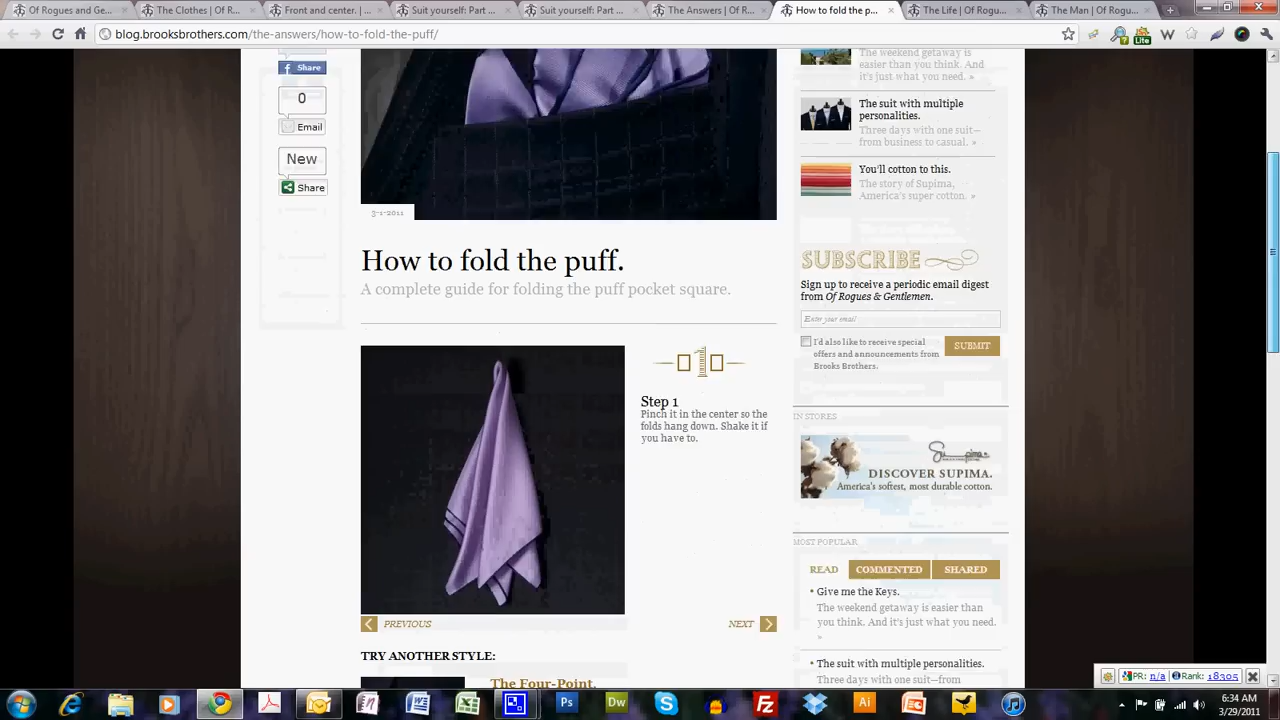 Of Rogues and Ge...
The Clothes | Of R...
Front and center. |
Suit yourself: Part ...
Suit yourself: Part ...
The Answers | Of R...
How to fold the p...
The Life | Of Rogu...
The Man | Of Rog...
blog.brooksbrothers.com/the-answers/how-to-fold-the-puff/
Share
0
Email
New
Share
3-1-2011
How to fold the puff.
A complete guide for folding the puff pocket square.
1
Step 1
Pinch it in the center so the
folds hang down. Shake it if
you have to.
PREVIOUS
NEXT
TRY ANOTHER STYLE:
The Four-Point.
The weekend getaway is
easier than you think. And
it's just what you need. »
The suit with multiple
personalities.
Three days with one suit—
from business to casual. »
You'll cotton to this.
The story of Supima,
America's super cotton. »
SUBSCRIBE
Sign up to receive a periodic email digest
from Of Rogues & Gentlemen.
Enter your email
I'd also like to receive special
offers and announcements from
Brooks Brothers.
SUBMIT
IN STORES
Supima
DISCOVER SUPIMA.
America's softest, most durable cotton.
MOST POPULAR
READ
COMMENTED
SHARED
• Give me the Keys.
The weekend getaway is easier than
you think. And it's just what you need.
»
• The suit with multiple personalities.
Three days with one suit—from
PR: n/a
Rank: 18305
Ps
Dw
Ai
6:34 AM
3/29/2011